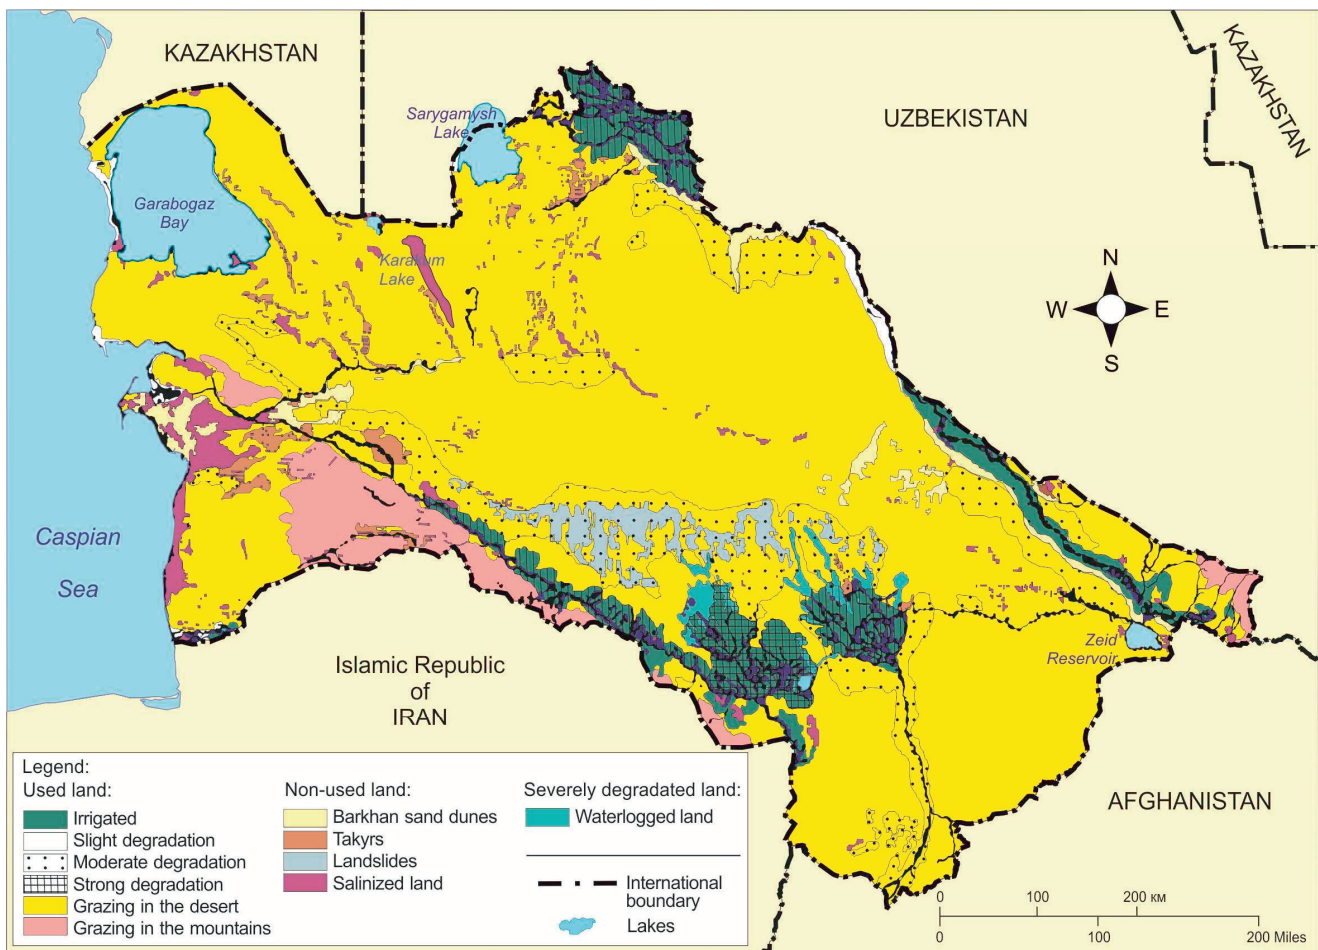 KAZAKHSTAN
KAZAKHSTAN
Sarygamysh
Lake
UZBEKISTAN
Garabogaz
Bay
Karakum
Lake
N
W E
S
Caspian
Sea
Islamic Republic
of
IRAN
Zeid
Reservoir
AFGHANISTAN
Legend:
Used land:
Irrigated
Slight degradation
Moderate degradation
Strong degradation
Grazing in the desert
Grazing in the mountains
Non-used land:
Barkhan sand dunes
Takyrs
Landslides
Salinized land
Severely degradated land:
Waterlogged land
International
boundary
Lakes
0 100 200 км
0 100 200 Miles